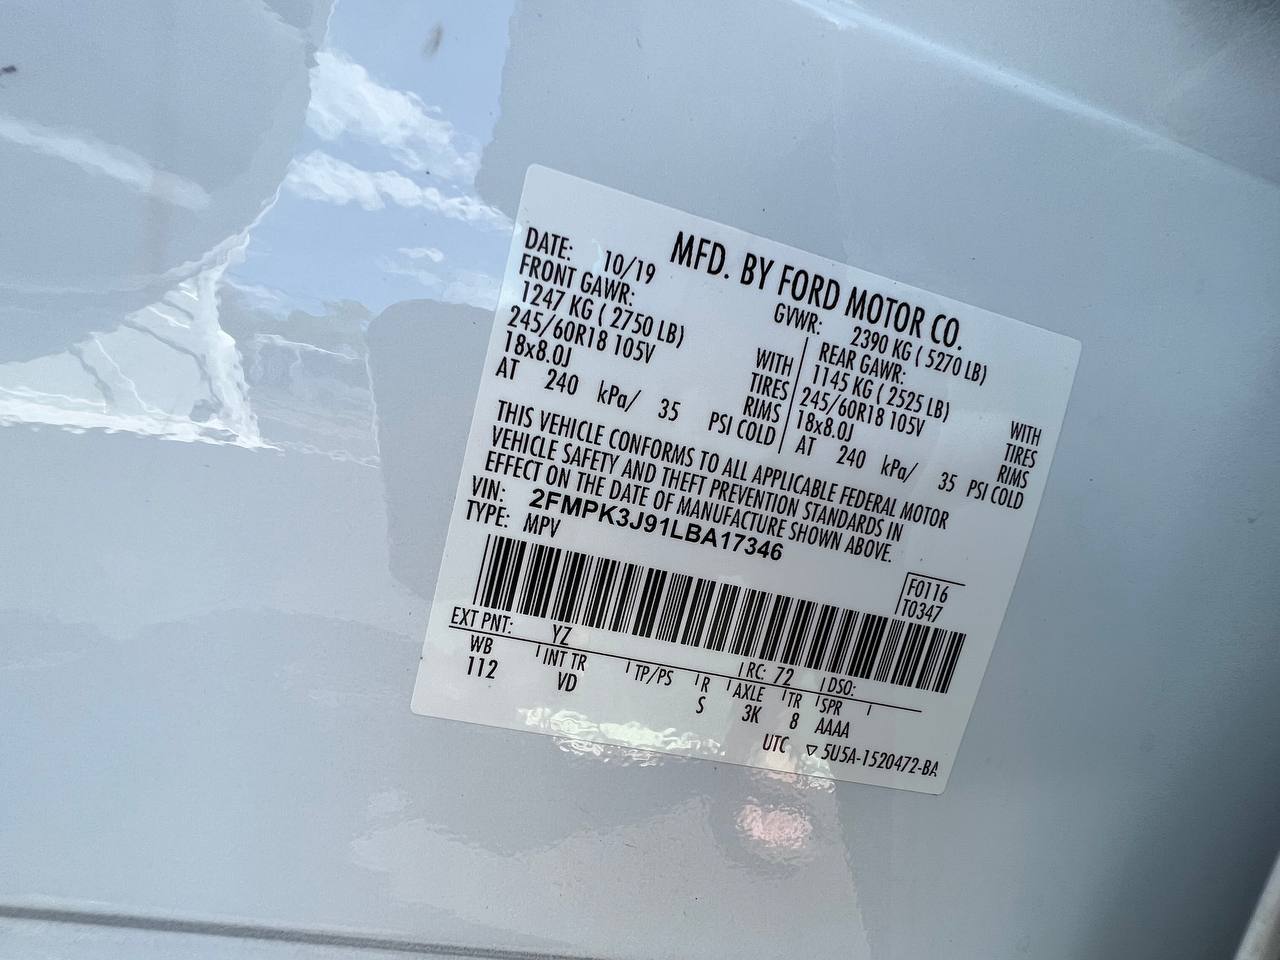 MFD. BY FORD MOTOR CO.
DATE: 10/19 GVWR: 2390 KG ( 5270 LB)
FRONT GAWR: REAR GAWR:
1247 KG ( 2750 LB) WITH 1145 KG ( 2525 LB) WITH
245/60R18 105V TIRES 245/60R18 105V TIRES
18x8.0J RIMS 18x8.0J RIMS
AT 240 kPa/ 35 PSI COLD AT 240 kPa/ 35 PSI COLD
THIS VEHICLE CONFORMS TO ALL APPLICABLE FEDERAL MOTOR
VEHICLE SAFETY AND THEFT PREVENTION STANDARDS IN
EFFECT ON THE DATE OF MANUFACTURE SHOWN ABOVE.
VIN: 2FMPK3J91LBA17346
TYPE: MPV
F0116
T0347
EXT PNT: YZ RC: 72 DSO:
WB INT TR TP/PS R AXLE TR SPR
112 VD S 3K 8 AAAA
UTC ▽ 5U5A-1520472-BA